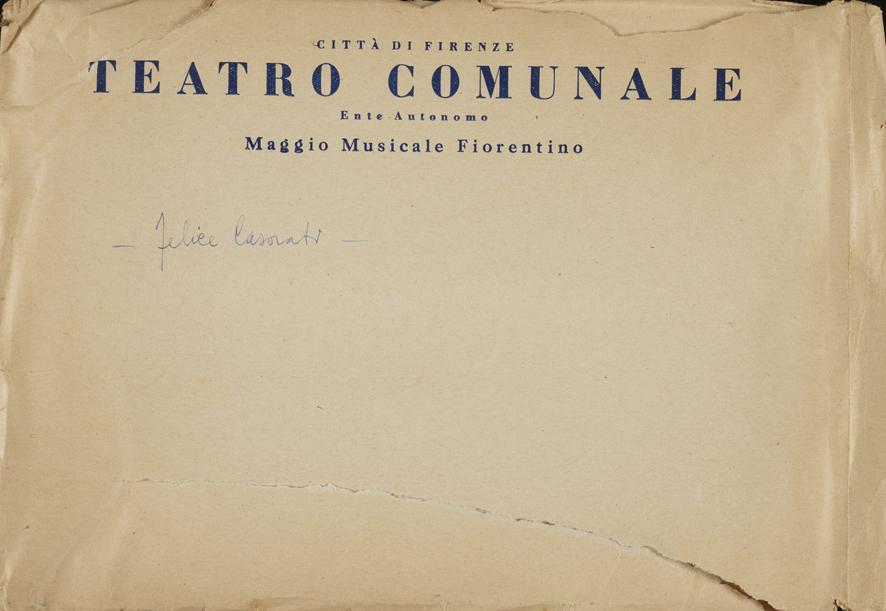 CITTÀ DI FIRENZE
TEATRO COMUNALE
Ente Autonomo
Maggio Musicale Fiorentino
— Felice Casorati —